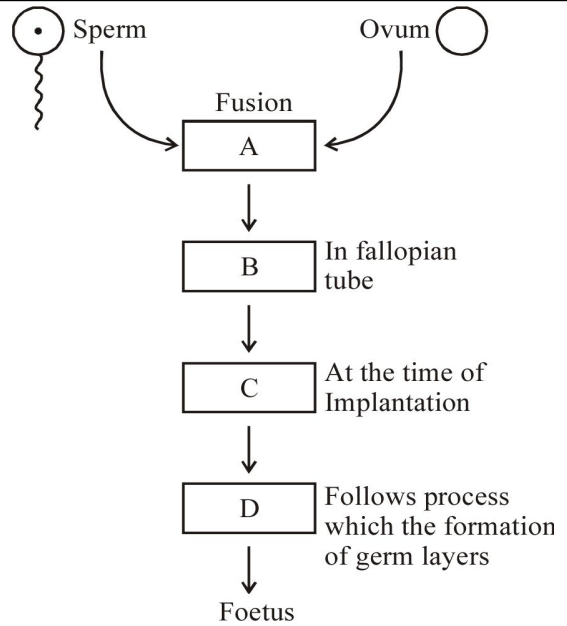 Sperm
Ovum
Fusion
A
B
In fallopian
tube
C
At the time of
Implantation
D
Follows process
which the formation
of germ layers
Foetus